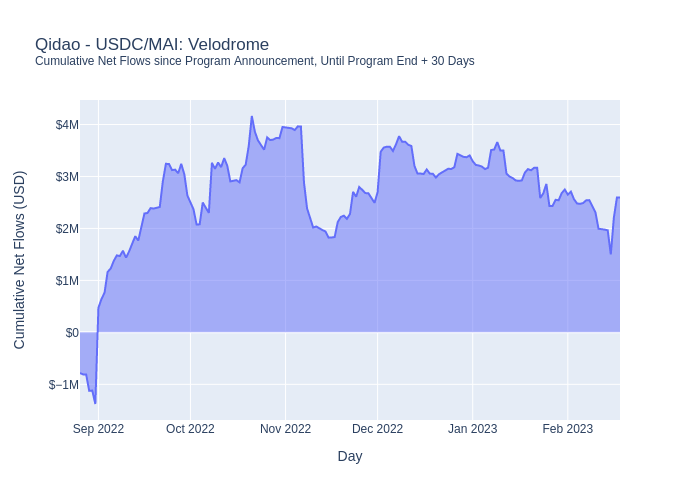 Qidao - USDC/MAI: Velodrome
Cumulative Net Flows since Program Announcement, Until Program End + 30 Days
Cumulative Net Flows (USD)
$4M
$3M
$2M
$1M
$0
$−1M
Sep 2022 Oct 2022 Nov 2022 Dec 2022 Jan 2023 Feb 2023
Day